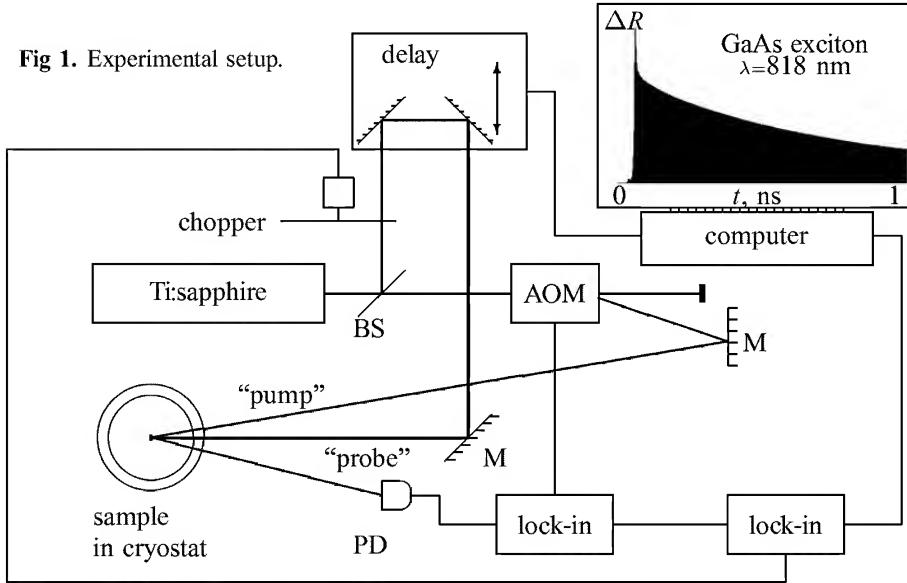 Fig 1. Experimental setup.
delay
ΔR
GaAs exciton
λ=818 nm
0
t, ns
1
chopper
computer
Ti:sapphire
BS
AOM
M
"pump"
"probe"
M
sample
in cryostat
PD
lock-in
lock-in